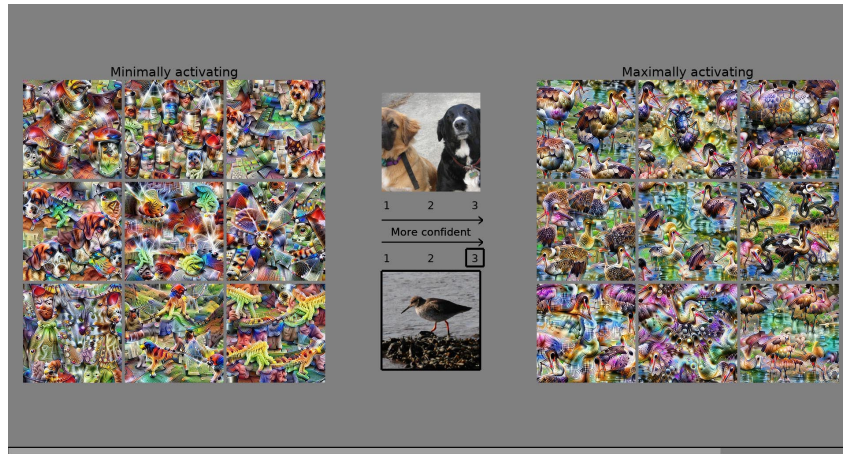 Minimally activating
Maximally activating
1 2 3
More confident
1 2 3